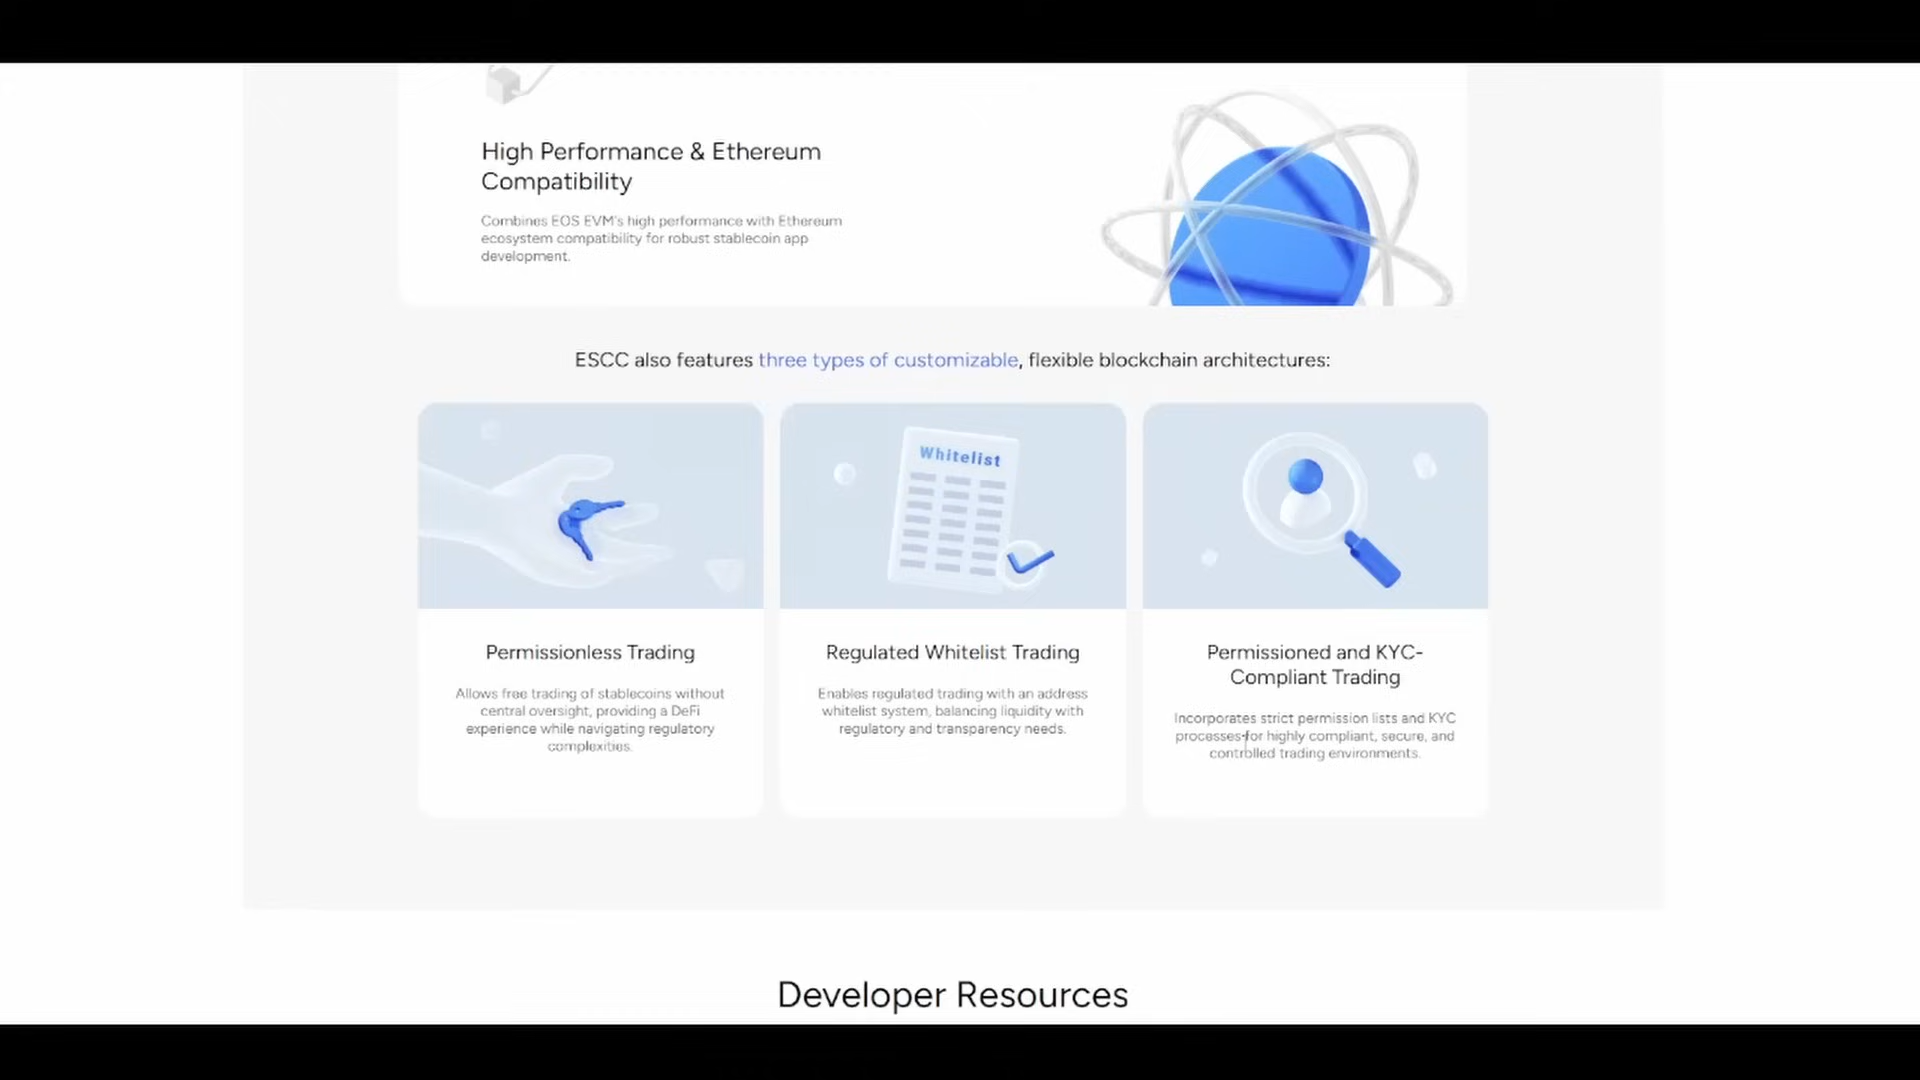 High Performance & Ethereum
Compatibility
Combines EOS EVM's high performance with Ethereum
ecosystem compatibility for robust stablecoin app
development.
ESCC also features three types of customizable, flexible blockchain architectures:
Whitelist
Permissionless Trading
Allows free trading of stablecoins without
central oversight, providing a DeFi
experience while navigating regulatory
complexities.
Regulated Whitelist Trading
Enables regulated trading with an address
whitelist system, balancing liquidity with
regulatory and transparency needs.
Permissioned and KYC-
Compliant Trading
Incorporates strict permission lists and KYC
processes for highly compliant, secure, and
controlled trading environments.
Developer Resources